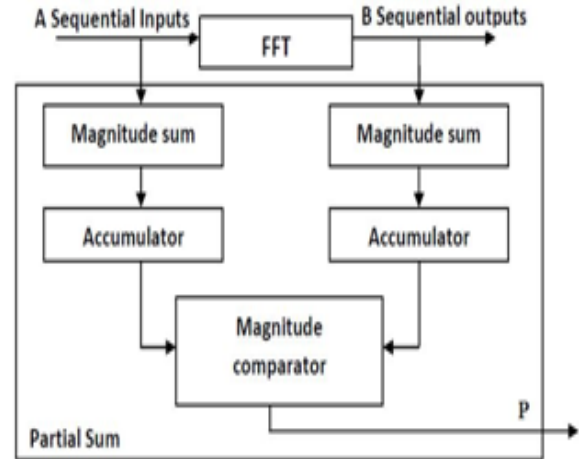 A Sequential Inputs
FFT
B Sequential outputs
Magnitude sum
Magnitude sum
Accumulator
Accumulator
Magnitude
comparator
P
Partial Sum